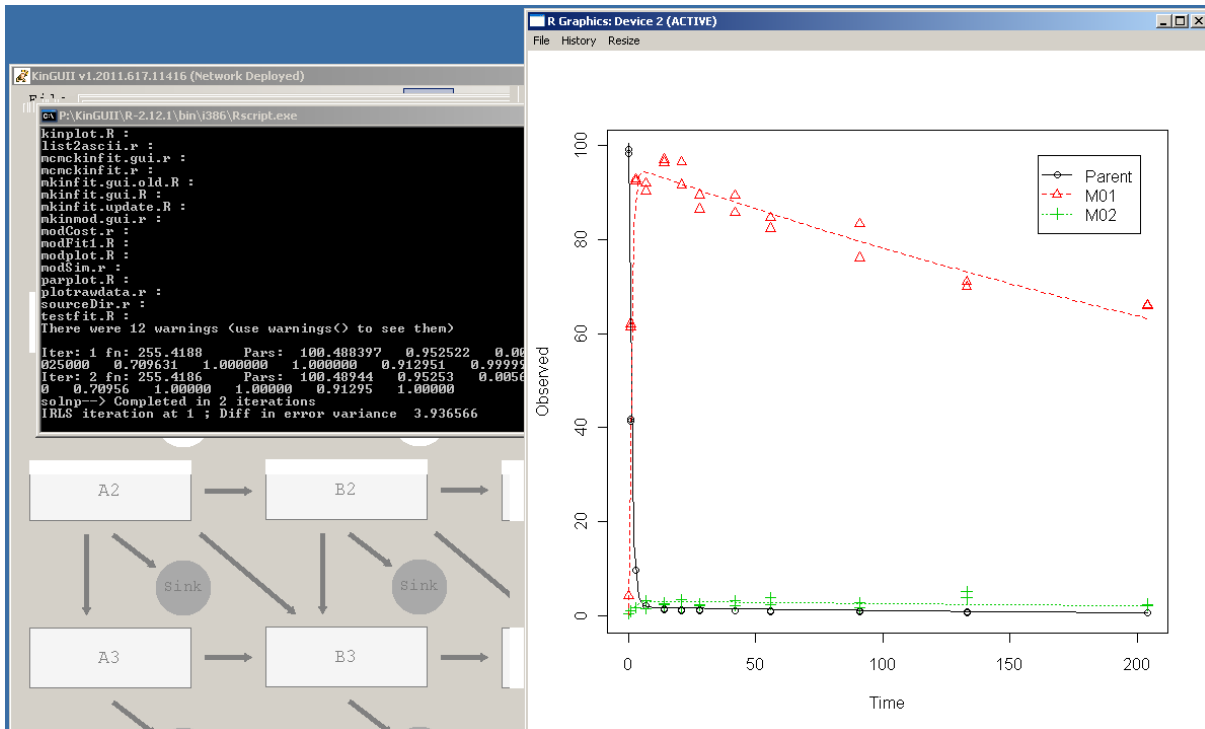 R Graphics: Device 2 (ACTIVE)
File History Resize
KinGUII v1.2011.617.11416 (Network Deployed)
P:\KinGUII\R-2.12.1\bin\i386\Rscript.exe
kinplot.R :
list2ascii.r :
mcmckinfit.gui.r :
mcmckinfit.r :
mkinfit.gui.old.R :
mkinfit.gui.R :
mkinfit.update.R :
mkinmod.gui.r :
modCost.r :
modFit1.R :
modplot.R :
modSim.r :
parplot.R :
plotrawdata.r :
sourceDir.r :
testfit.R :
There were 12 warnings (use warnings() to see them)
Iter: 1 fn: 255.4188 Pars: 100.488397 0.952522 0.00
025000 0.709631 1.000000 1.000000 0.912951 0.99999
Iter: 2 fn: 255.4186 Pars: 100.48944 0.95253 0.0056
0 0.70956 1.00000 1.00000 0.91295 1.00000
solnp--> Completed in 2 iterations
IRLS iteration at 1 ; Diff in error variance 3.936566
A2
B2
Sink
Sink
A3
B3
Parent
M01
M02
100
80
60
40
20
0
Observed
0 50 100 150 200
Time